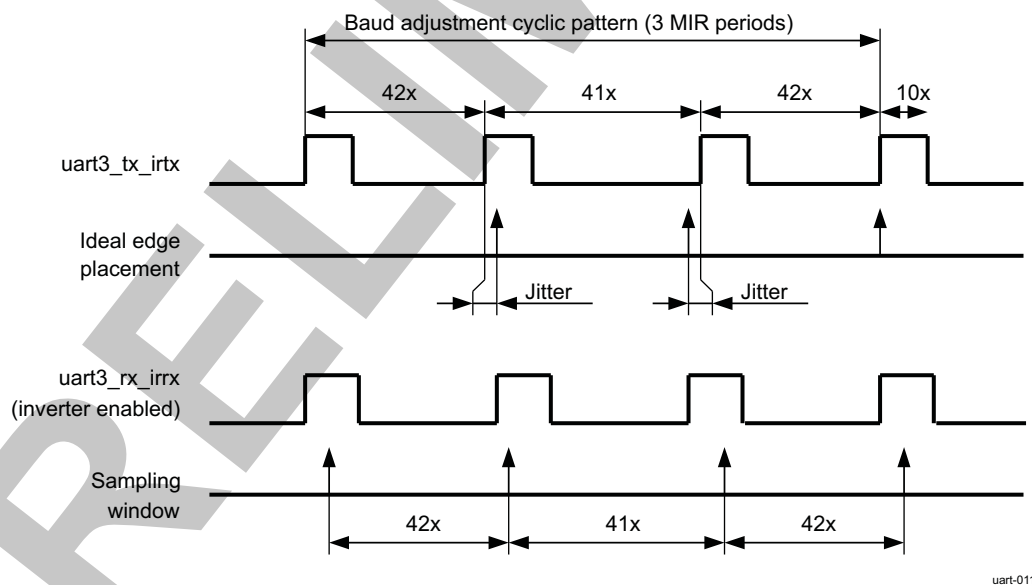 Baud adjustment cyclic pattern (3 MIR periods)
42x 41x 42x 10x
uart3_tx_irtx
Ideal edge
placement
Jitter Jitter
uart3_rx_irrx
(inverter enabled)
Sampling
window
42x 41x 42x